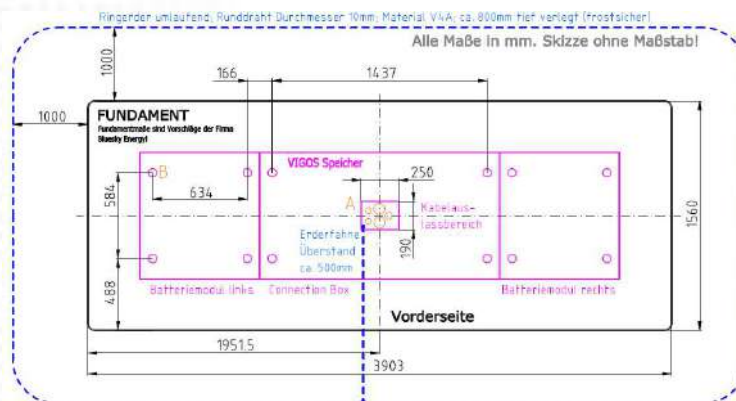 Ringerder umlaufend; Runddraht Durchmesser 10mm; Material V4A; ca. 800mm tief verlegt (frostsicher)
Alle Maße in mm. Skizze ohne Maßstab!
1000
166
1437
1000
FUNDAMENT
Fundamentmaße sind Vorschläge der Firma
Bluesky Energy!
VIGOS Speicher
B
250
634
A
584
Kabelaus-
lassbereich
1560
190
Erderfahne
Überstand
ca. 500mm
488
Batteriemodul links
Connection Box
Batteriemodul rechts
Vorderseite
1951.5
3903